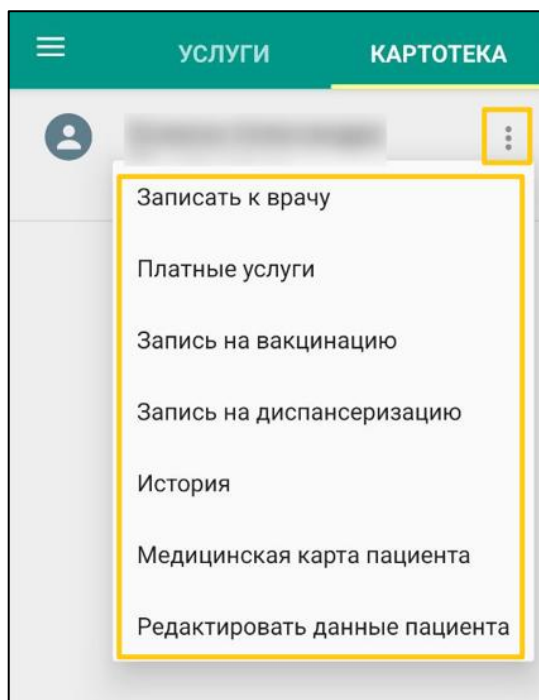 УСЛУГИ КАРТОТЕКА
Записать к врачу
Платные услуги
Запись на вакцинацию
Запись на диспансеризацию
История
Медицинская карта пациента
Редактировать данные пациента